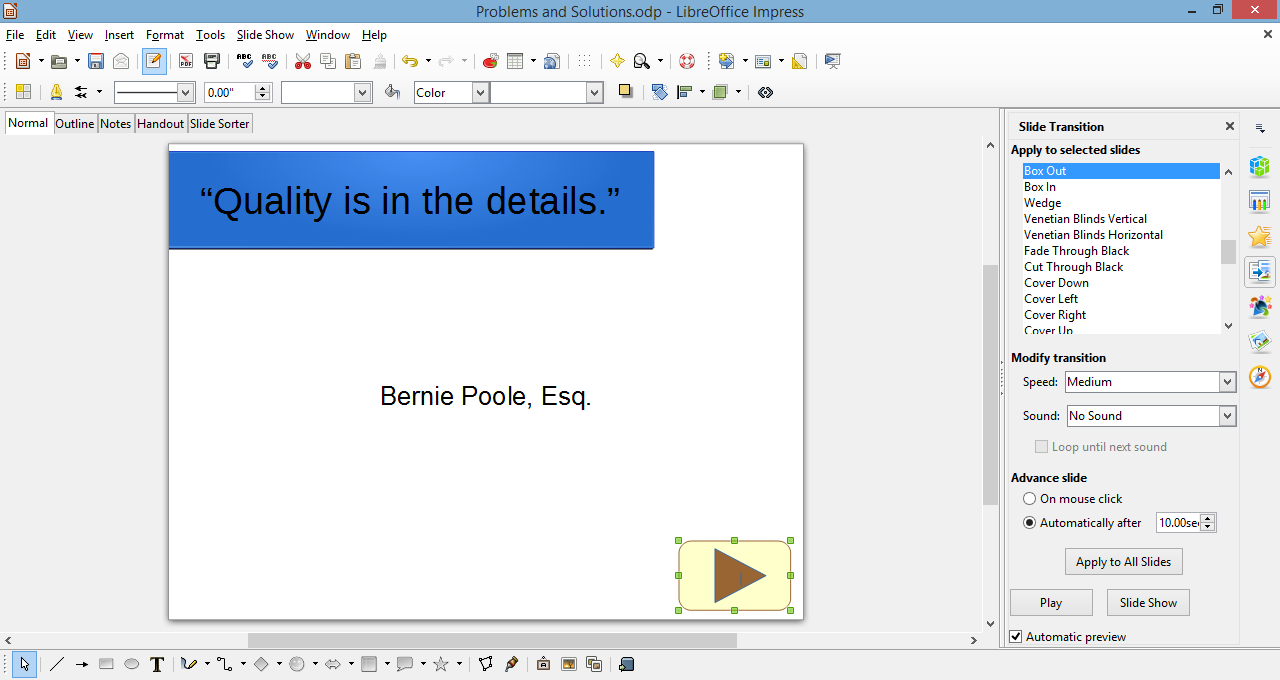 Problems and Solutions.odp - LibreOffice Impress
File Edit View Insert Format Tools Slide Show Window Help
0.00" Color
Normal Outline Notes Handout Slide Sorter
“Quality is in the details.”
Bernie Poole, Esq.
Slide Transition
Apply to selected slides
Box Out
Box In
Wedge
Venetian Blinds Vertical
Venetian Blinds Horizontal
Fade Through Black
Cut Through Black
Cover Down
Cover Left
Cover Right
Cover Up
Modify transition
Speed: Medium
Sound: No Sound
Loop until next sound
Advance slide
On mouse click
Automatically after 10.00sec
Apply to All Slides
Play Slide Show
Automatic preview